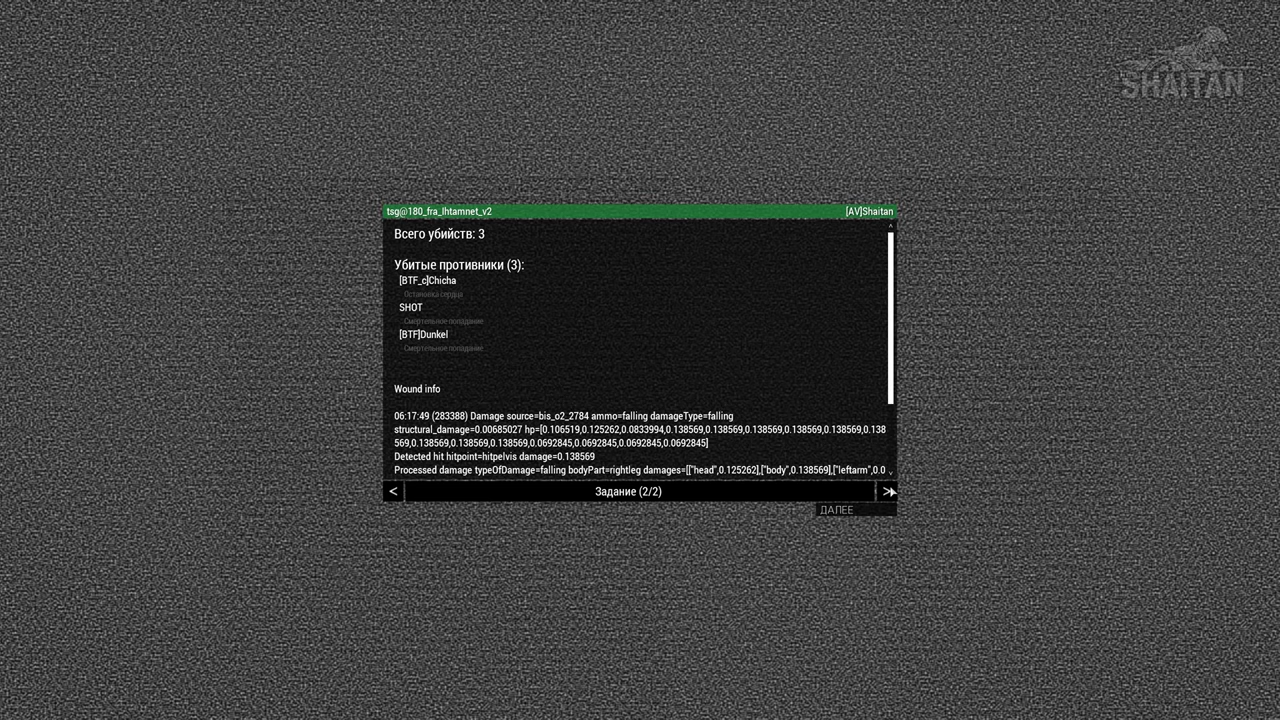 SHAITAN
tsg@180_fra_Ihtamnet_v2
[AV]Shaitan
Всего убийств: 3
Убитые противники (3):
[BTF_c]Chicha
Остановка сердца
SHOT
Смертельное попадание
[BTF]Dunkel
Смертельное попадание
Wound info
06:17:49 (283388) Damage source=bis_o2_2784 ammo=falling damageType=falling
structural_damage=0.00685027 hp=[0.106519,0.125262,0.0833994,0.138569,0.138569,0.138569,0.138569,0.138569,0.138
569,0.138569,0.138569,0.138569,0.0692845,0.0692845,0.0692845,0.0692845]
Detected hit hitpoint=hitpelvis damage=0.138569
Processed damage typeOfDamage=falling bodyPart=rightleg damages=[["head",0.125262],["body",0.138569],["leftarm",0.0
< Задание (2/2) >
ДАЛЕЕ